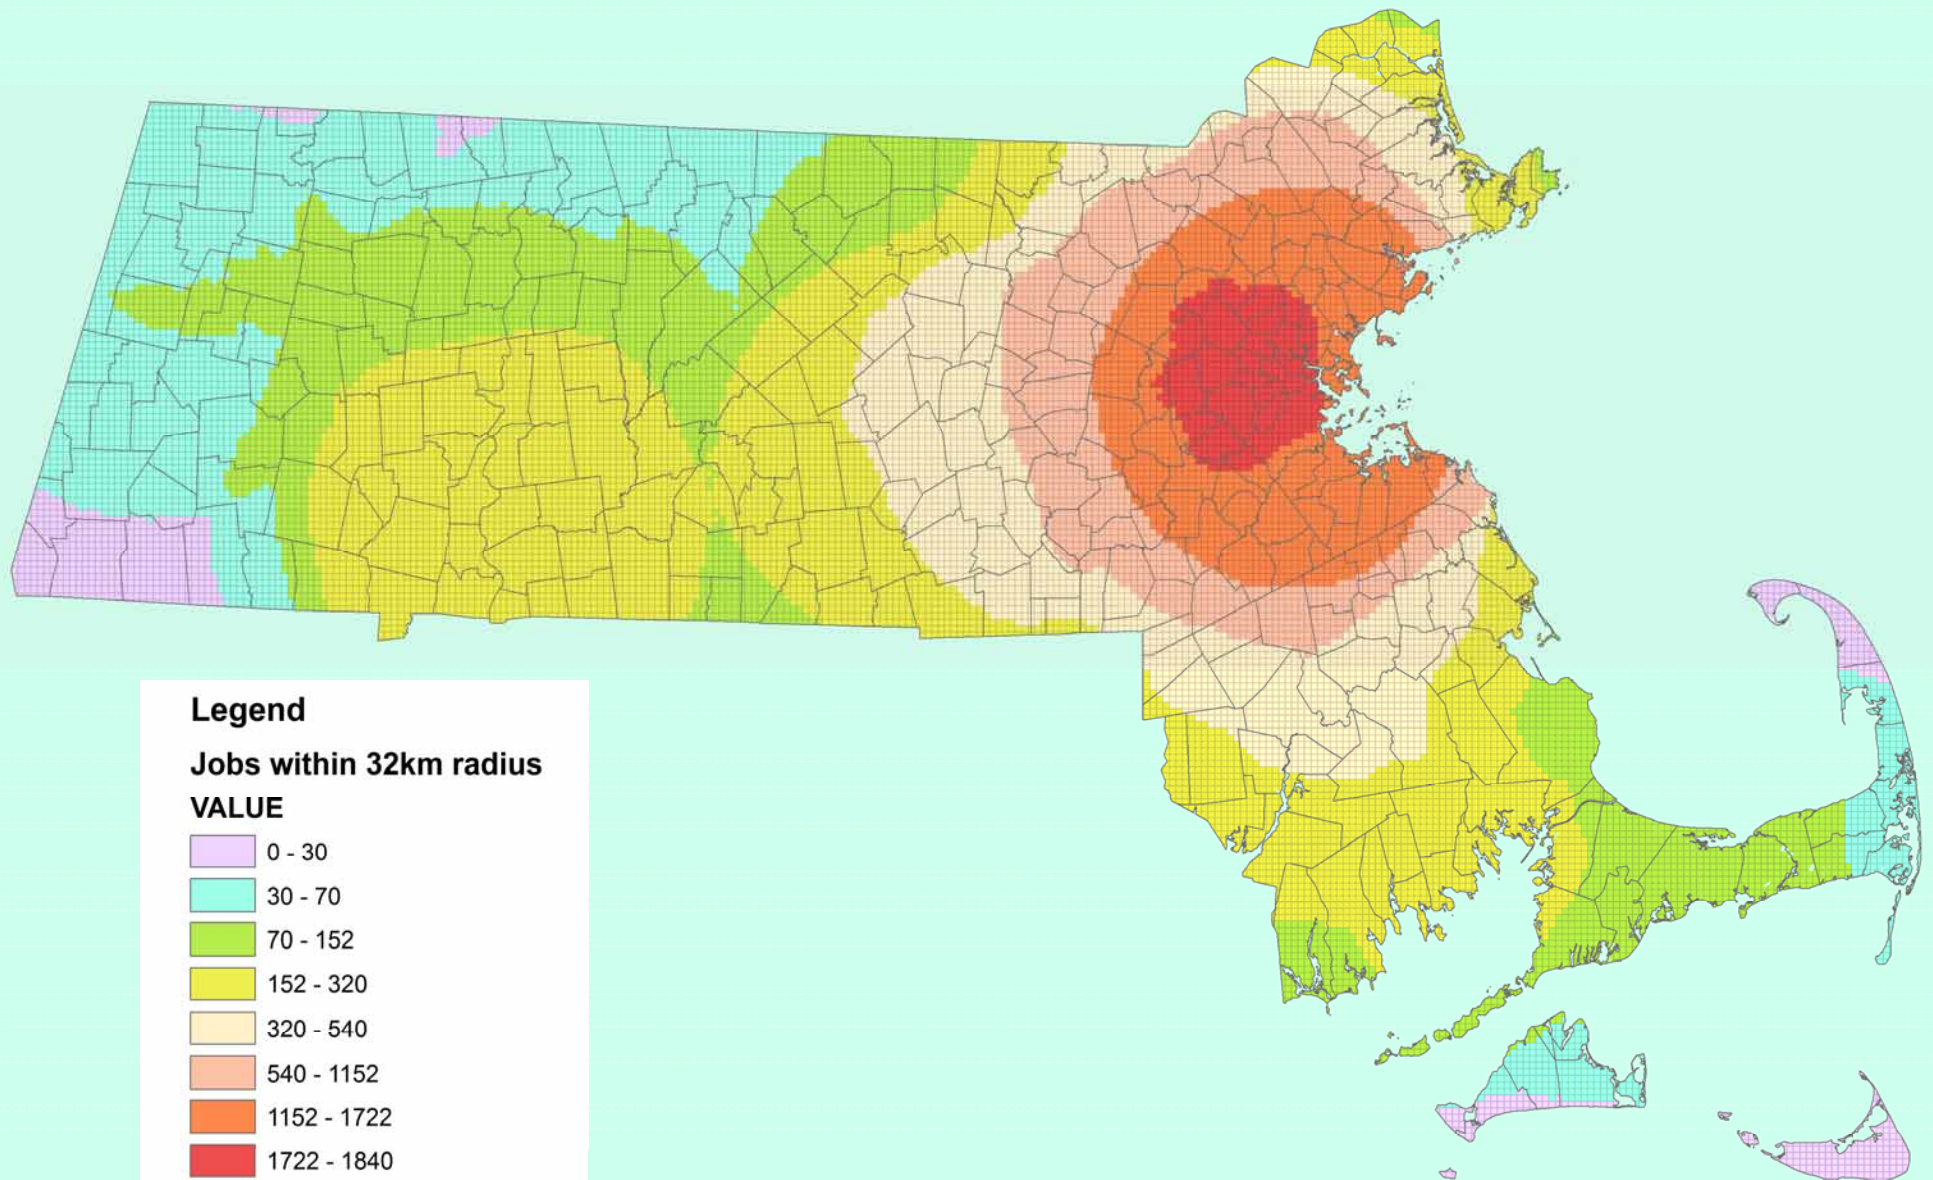 Legend
Jobs within 32km radius
VALUE
0 - 30
30 - 70
70 - 152
152 - 320
320 - 540
540 - 1152
1152 - 1722
1722 - 1840